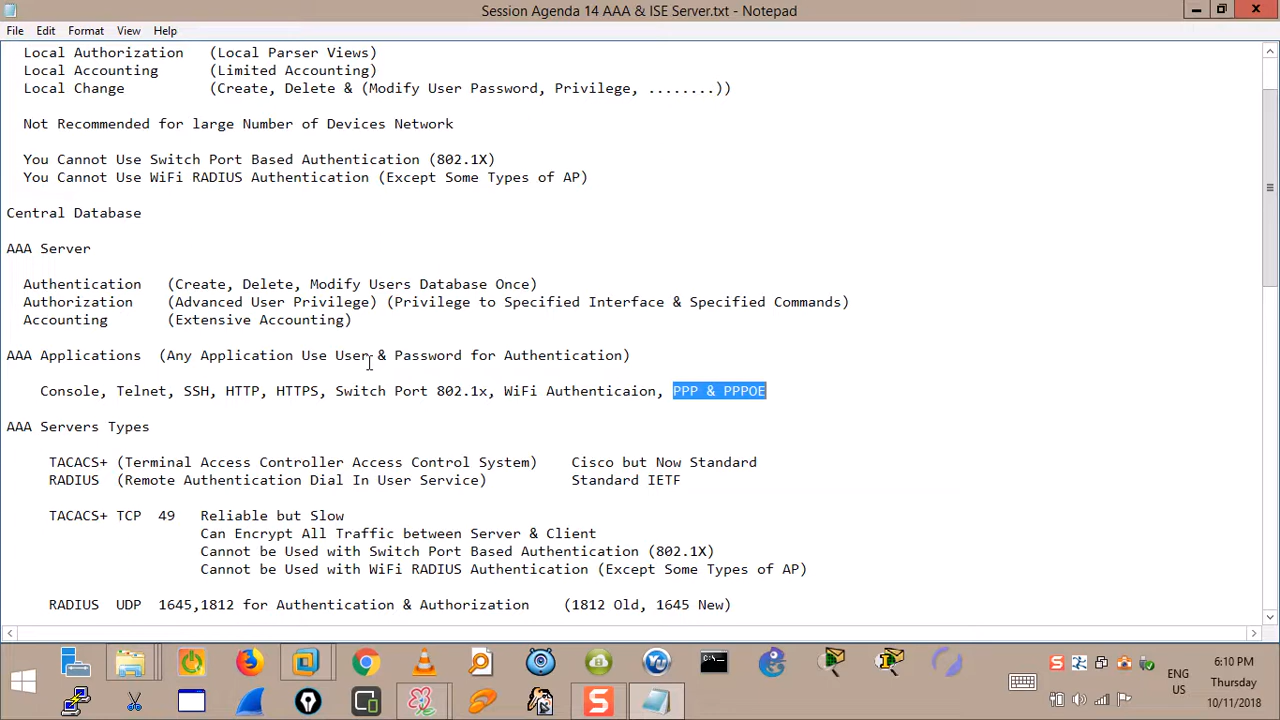 Session Agenda 14 AAA & ISE Server.txt - Notepad
File Edit Format View Help
Local Authorization (Local Parser Views)
Local Accounting (Limited Accounting)
Local Change (Create, Delete & (Modify User Password, Privilege, ........))
Not Recommended for large Number of Devices Network
You Cannot Use Switch Port Based Authentication (802.1X)
You Cannot Use WiFi RADIUS Authentication (Except Some Types of AP)
Central Database
AAA Server
Authentication (Create, Delete, Modify Users Database Once)
Authorization (Advanced User Privilege) (Privilege to Specified Interface & Specified Commands)
Accounting (Extensive Accounting)
AAA Applications (Any Application Use User & Password for Authentication)
Console, Telnet, SSH, HTTP, HTTPS, Switch Port 802.1x, WiFi Authenticaion, PPP & PPPOE
AAA Servers Types
TACACS+ (Terminal Access Controller Access Control System) Cisco but Now Standard
RADIUS (Remote Authentication Dial In User Service) Standard IETF
TACACS+ TCP 49 Reliable but Slow
Can Encrypt All Traffic between Server & Client
Cannot be Used with Switch Port Based Authentication (802.1X)
Cannot be Used with WiFi RADIUS Authentication (Except Some Types of AP)
RADIUS UDP 1645,1812 for Authentication & Authorization (1812 Old, 1645 New)
ENG
US
6:10 PM
Thursday
10/11/2018